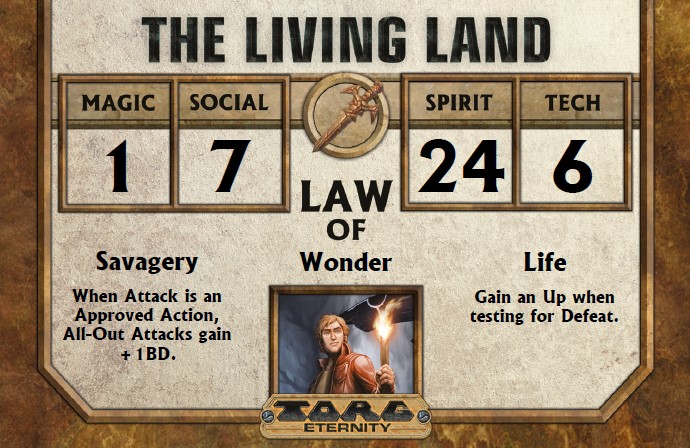 THE LIVING LAND
MAGIC SOCIAL SPIRIT TECH
1 7 24 6
LAW
OF
Savagery Wonder Life
When Attack is an
Approved Action,
All-Out Attacks gain
+1BD.
Gain an Up when
testing for Defeat.
TORG
ETERNITY